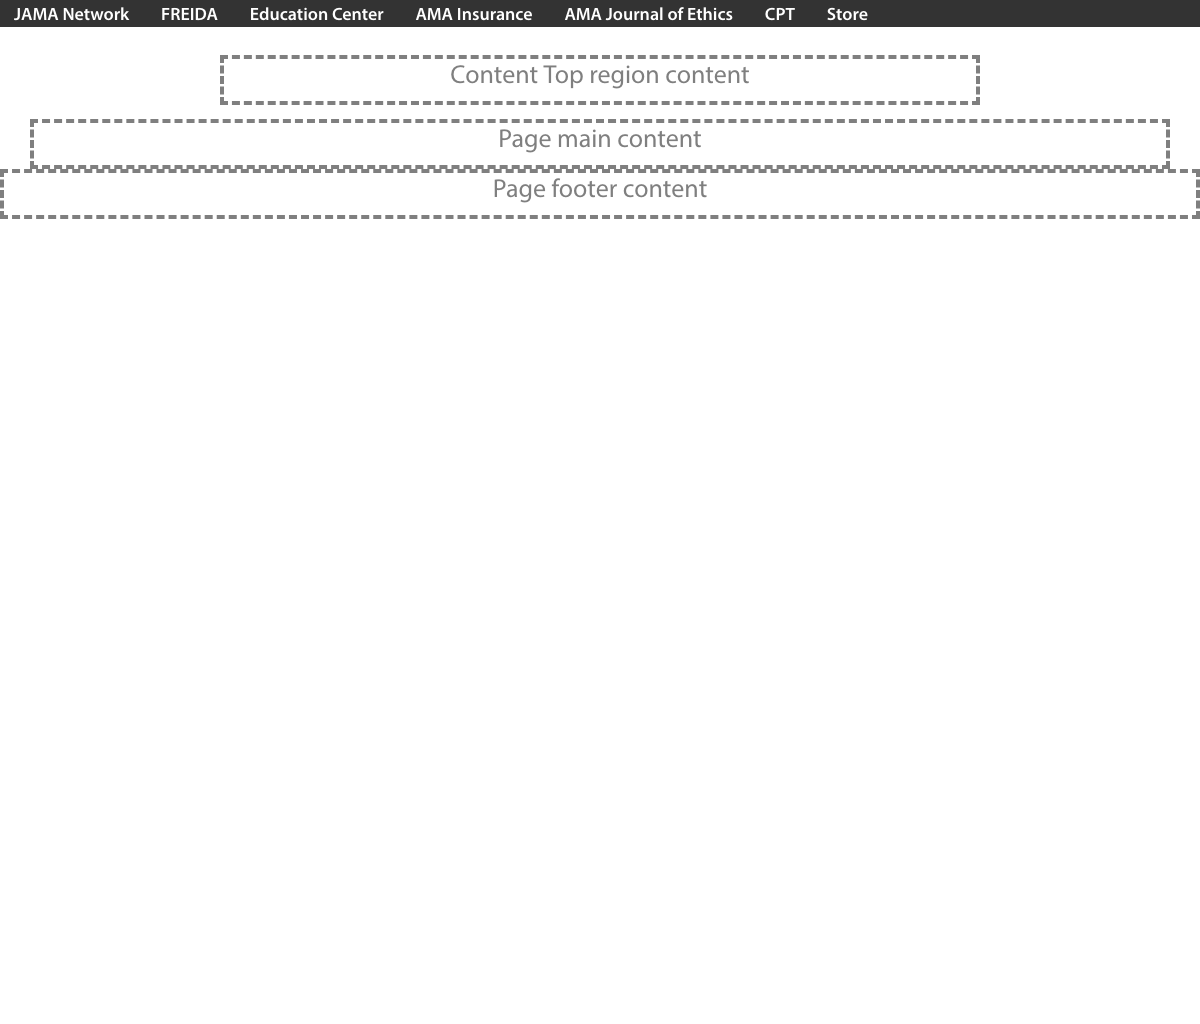 JAMA Network FREIDA Education Center AMA Insurance AMA Journal of Ethics CPT Store
Content Top region content
Page main content
Page footer content